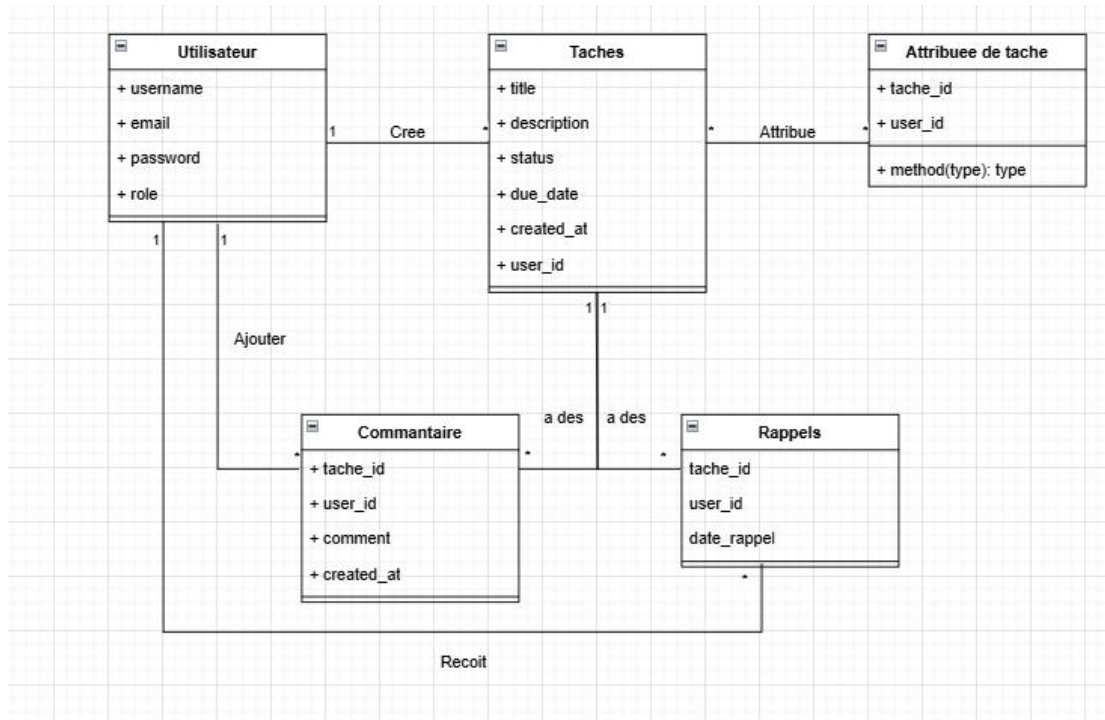 Utilisateur
+ username
+ email
+ password
+ role
1
Cree
*
Taches
+ title
+ description
+ status
+ due_date
+ created_at
+ user_id
*
Attribue
*
Attribuee de tache
+ tache_id
+ user_id
+ method(type): type
1
1
Ajouter
*
1
1
a des
a des
*
*
Commantaire
+ tache_id
+ user_id
+ comment
+ created_at
Rappels
tache_id
user_id
date_rappel
*
Recoit